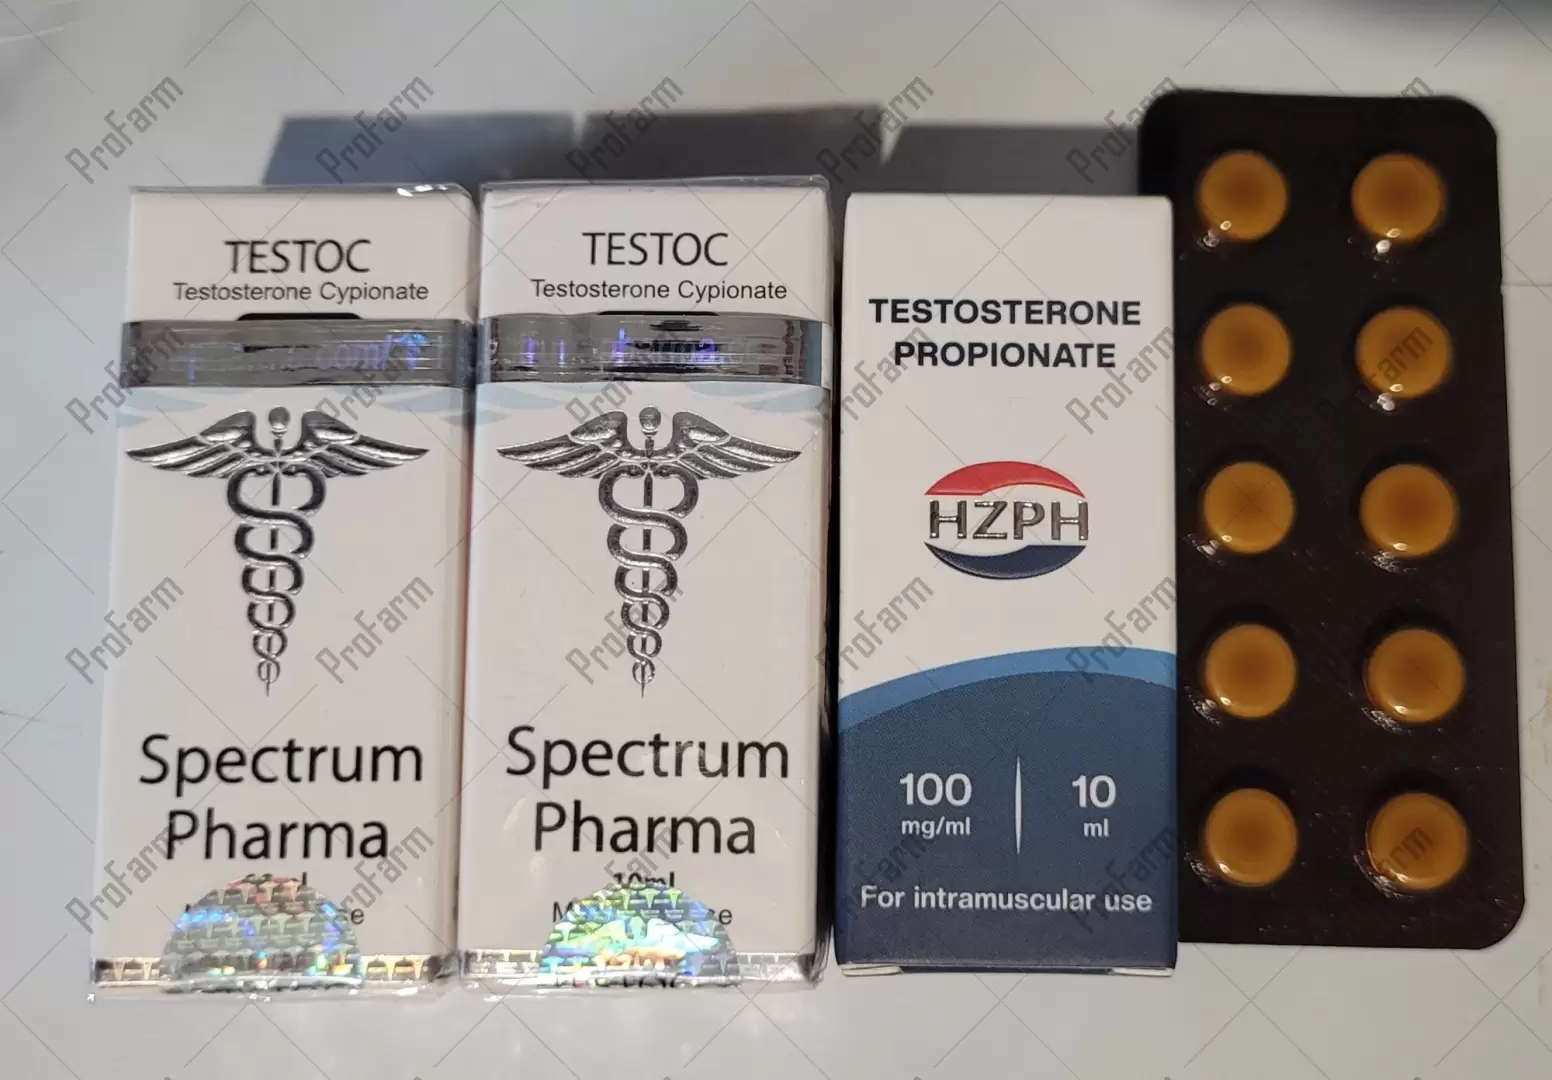 TESTOC
Testosterone Cypionate
Spectrum
Pharma
TESTOC
Testosterone Cypionate
Spectrum
Pharma
10ml
TESTOSTERONE
PROPIONATE
HZPH
100
mg/ml
10
ml
For intramuscular use
ProFarm